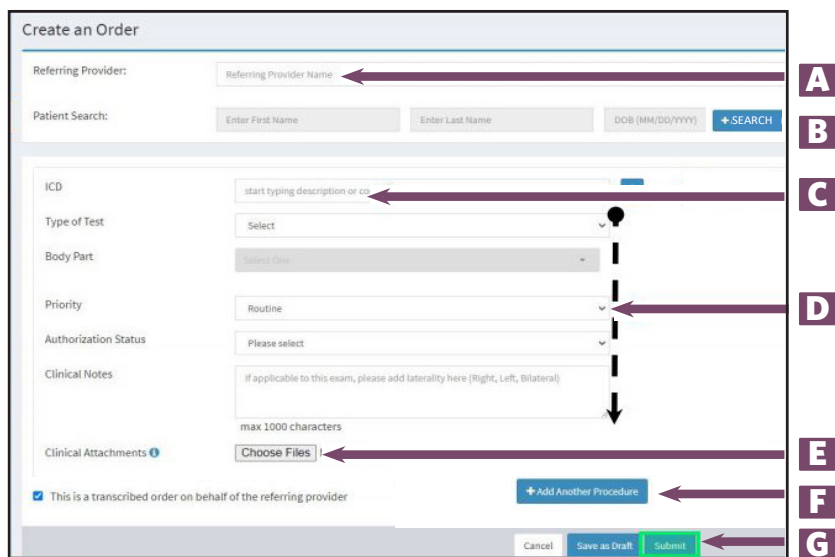 Create an Order
Referring Provider: Referring Provider Name A
Patient Search: Enter First Name Enter Last Name DOB (MM/DD/YYYY) +SEARCH B
ICD start typing description or co C
Type of Test Select
Body Part Select One
Priority Routine D
Authorization Status Please select
Clinical Notes If applicable to this exam, please add laterality here (Right, Left, Bilateral)
max 1000 characters
Clinical Attachments Choose Files E
This is a transcribed order on behalf of the referring provider + Add Another Procedure F
Cancel Save as Draft Submit G